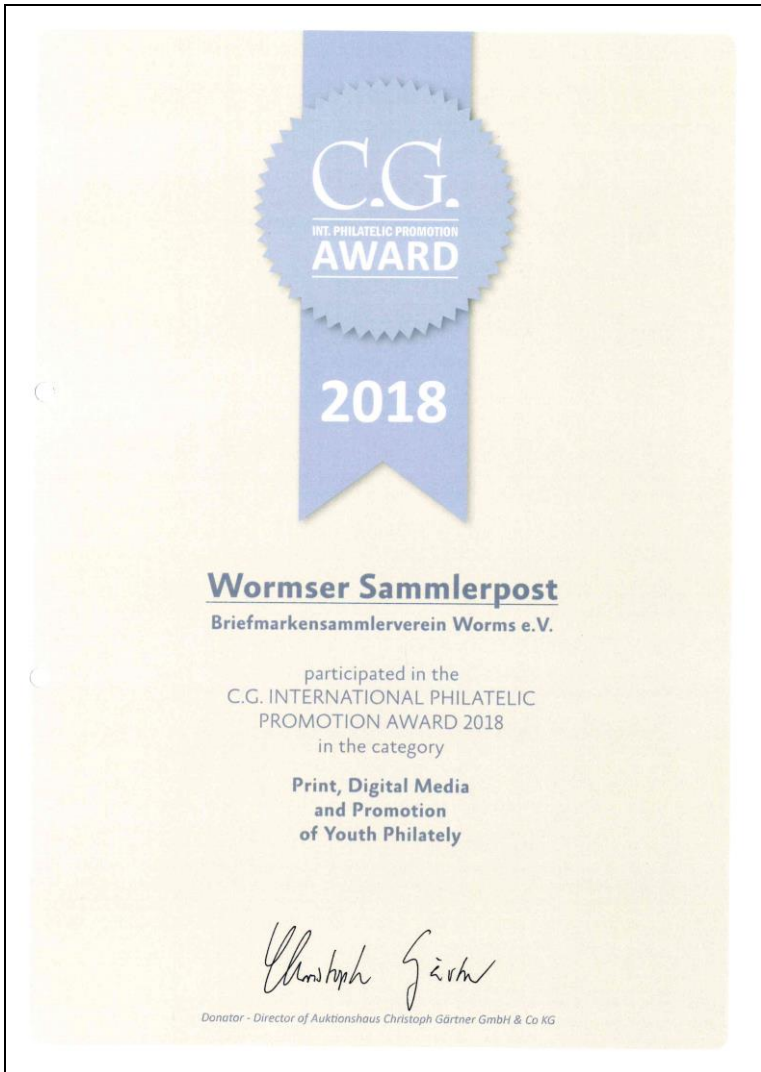 C.G.
INT. PHILATELIC PROMOTION
AWARD
2018
Wormser Sammlerpost
Briefmarkensammlerverein Worms e.V.
participated in the
C.G. INTERNATIONAL PHILATELIC
PROMOTION AWARD 2018
in the category
Print, Digital Media
and Promotion
of Youth Philately
Christoph Gärtner
Donator - Director of Auktionshaus Christoph Gärtner GmbH & Co KG